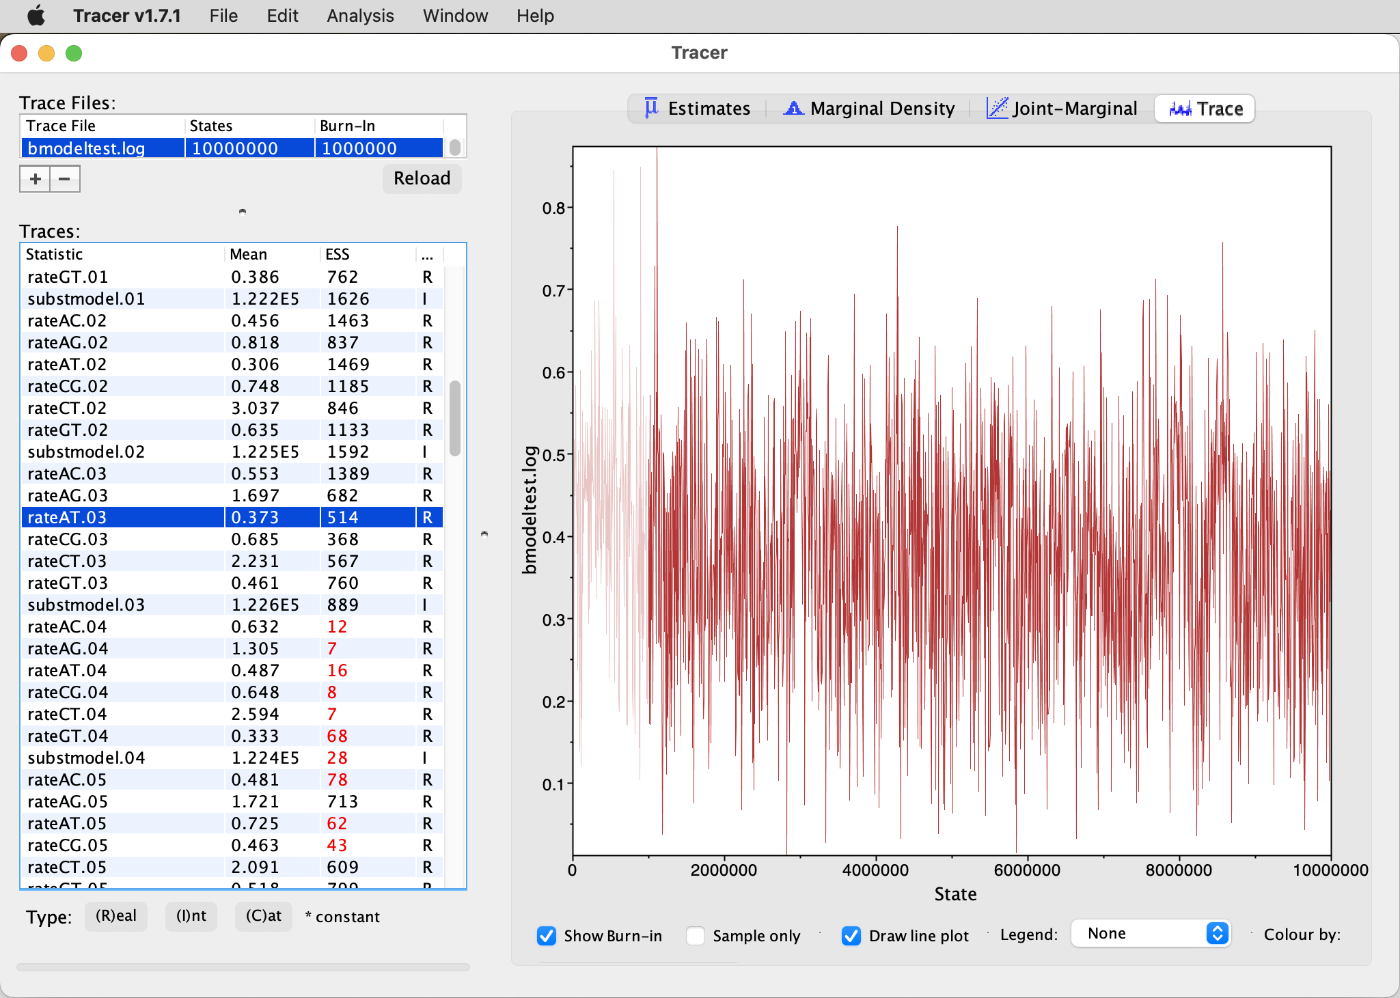 Tracer v1.7.1 File Edit Analysis Window Help
Tracer
Trace Files:
Trace File States Burn-In
bmodeltest.log 10000000 1000000
+ − Reload
Traces:
Statistic Mean ESS ...
rateGT.01 0.386 762 R
substmodel.01 1.222E5 1626 I
rateAC.02 0.456 1463 R
rateAG.02 0.818 837 R
rateAT.02 0.306 1469 R
rateCG.02 0.748 1185 R
rateCT.02 3.037 846 R
rateGT.02 0.635 1133 R
substmodel.02 1.225E5 1592 I
rateAC.03 0.553 1389 R
rateAG.03 1.697 682 R
rateAT.03 0.373 514 R
rateCG.03 0.685 368 R
rateCT.03 2.231 567 R
rateGT.03 0.461 760 R
substmodel.03 1.226E5 889 I
rateAC.04 0.632 12 R
rateAG.04 1.305 7 R
rateAT.04 0.487 16 R
rateCG.04 0.648 8 R
rateCT.04 2.594 7 R
rateGT.04 0.333 68 R
substmodel.04 1.224E5 28 I
rateAC.05 0.481 78 R
rateAG.05 1.721 713 R
rateAT.05 0.725 62 R
rateCG.05 0.463 43 R
rateCT.05 2.091 609 R
Type: (R)eal (I)nt (C)at * constant
Estimates Marginal Density Joint-Marginal Trace
bmodeltest.log
0.8
0.7
0.6
0.5
0.4
0.3
0.2
0.1
0 2000000 4000000 6000000 8000000 10000000
State
Show Burn-in Sample only Draw line plot Legend: None Colour by: